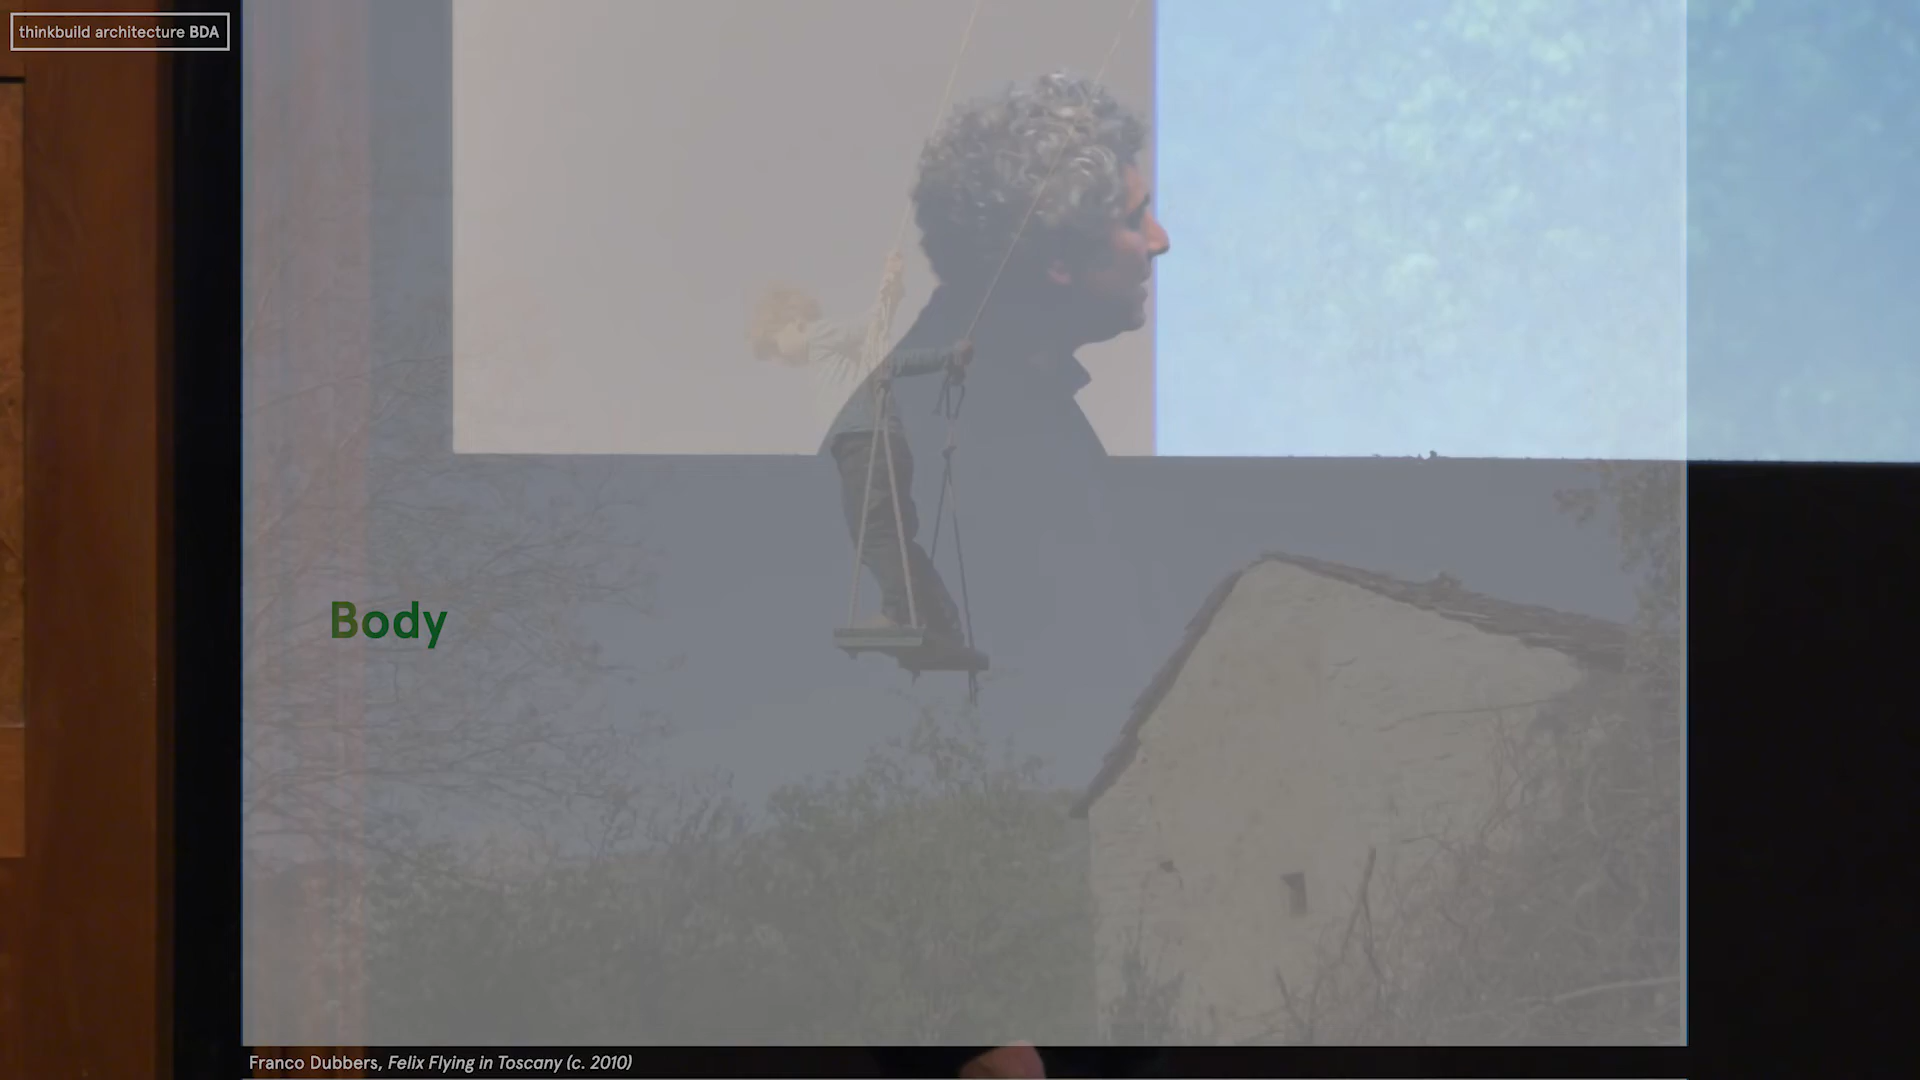 thinkbuild architecture BDA
Body
Franco Dubbers, Felix Flying in Toscany (c. 2010)